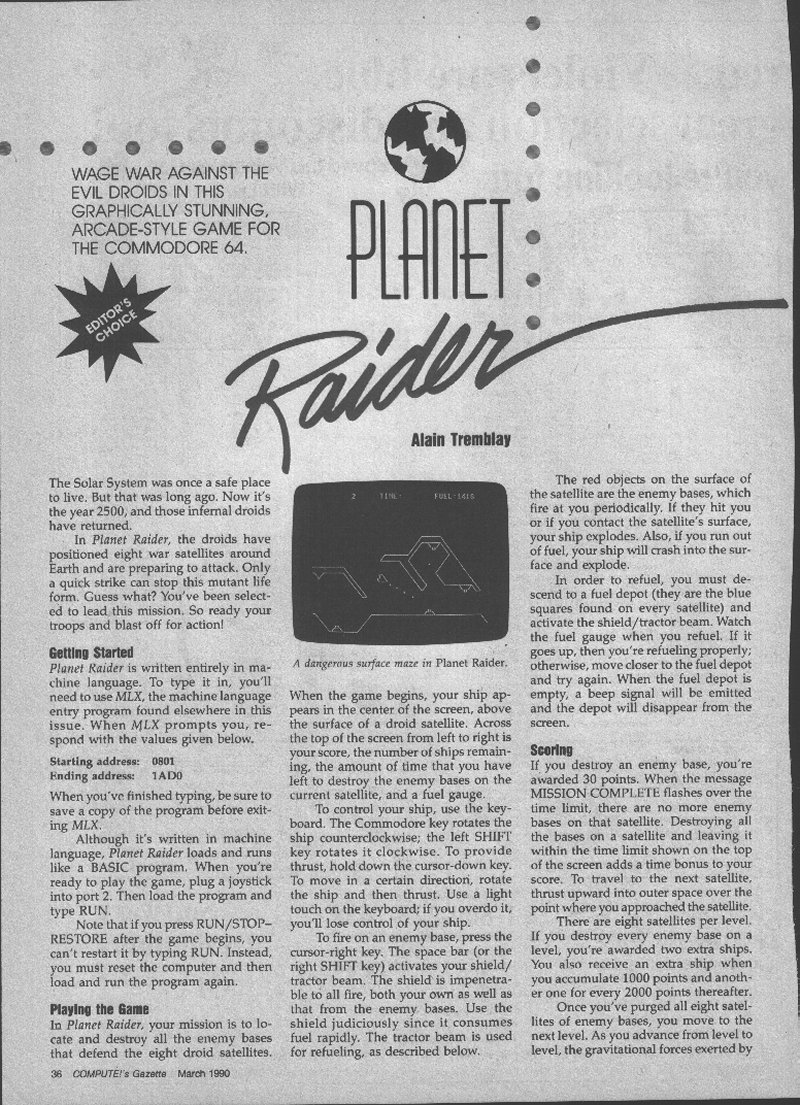 WAGE WAR AGAINST THE
EVIL DROIDS IN THIS
GRAPHICALLY STUNNING,
ARCADE-STYLE GAME FOR
THE COMMODORE 64.
EDITOR'S
CHOICE
PLANET
Raider
Alain Tremblay
The Solar System was once a safe place
to live. But that was long ago. Now it's
the year 2500, and those infernal droids
have returned.
In Planet Raider, the droids have
positioned eight war satellites around
Earth and are preparing to attack. Only
a quick strike can stop this mutant life
form. Guess what? You've been select-
ed to lead this mission. So ready your
troops and blast off for action!
Getting Started
Planet Raider is written entirely in ma-
chine language. To type it in, you'll
need to use MLX, the machine language
entry program found elsewhere in this
issue. When MLX prompts you, re-
spond with the values given below.
Starting address: 0801
Ending address: 1AD0
When you've finished typing, be sure to
save a copy of the program before exit-
ing MLX.
Although it's written in machine
language, Planet Raider loads and runs
like a BASIC program. When you're
ready to play the game, plug a joystick
into port 2. Then load the program and
type RUN.
Note that if you press RUN/STOP–
RESTORE after the game begins, you
can't restart it by typing RUN. Instead,
you must reset the computer and then
load and run the program again.
Playing the Game
In Planet Raider, your mission is to lo-
cate and destroy all the enemy bases
that defend the eight droid satellites.
2 TIME: FUEL:1416
A dangerous surface maze in Planet Raider.
When the game begins, your ship ap-
pears in the center of the screen, above
the surface of a droid satellite. Across
the top of the screen from left to right is
your score, the number of ships remain-
ing, the amount of time that you have
left to destroy the enemy bases on the
current satellite, and a fuel gauge.
To control your ship, use the key-
board. The Commodore key rotates the
ship counterclockwise; the left SHIFT
key rotates it clockwise. To provide
thrust, hold down the cursor-down key.
To move in a certain direction, rotate
the ship and then thrust. Use a light
touch on the keyboard; if you overdo it,
you'll lose control of your ship.
To fire on an enemy base, press the
cursor-right key. The space bar (or the
right SHIFT key) activates your shield/
tractor beam. The shield is impenetra-
ble to all fire, both your own as well as
that from the enemy bases. Use the
shield judiciously since it consumes
fuel rapidly. The tractor beam is used
for refueling, as described below.
The red objects on the surface of
the satellite are the enemy bases, which
fire at you periodically. If they hit you
or if you contact the satellite's surface,
your ship explodes. Also, if you run out
of fuel, your ship will crash into the sur-
face and explode.
In order to refuel, you must de-
scend to a fuel depot (they are the blue
squares found on every satellite) and
activate the shield/tractor beam. Watch
the fuel gauge when you refuel. If it
goes up, then you're refueling properly;
otherwise, move closer to the fuel depot
and try again. When the fuel depot is
empty, a beep signal will be emitted
and the depot will disappear from the
screen.
Scoring
If you destroy an enemy base, you're
awarded 30 points. When the message
MISSION COMPLETE flashes over the
time limit, there are no more enemy
bases on that satellite. Destroying all
the bases on a satellite and leaving it
within the time limit shown on the top
of the screen adds a time bonus to your
score. To travel to the next satellite,
thrust upward into outer space over the
point where you approached the satellite.
There are eight satellites per level.
If you destroy every enemy base on a
level, you're awarded two extra ships.
You also receive an extra ship when
you accumulate 1000 points and anoth-
er one for every 2000 points thereafter.
Once you've purged all eight satel-
lites of enemy bases, you move to the
next level. As you advance from level to
level, the gravitational forces exerted by
36 COMPUTE!'s Gazette March 1990